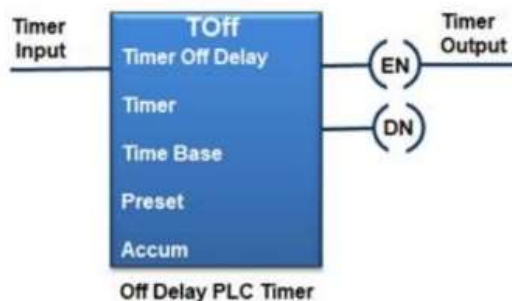 Timer
Input
TOff
Timer Off Delay
Timer
Time Base
Preset
Accum
EN
DN
Timer
Output
Off Delay PLC Timer